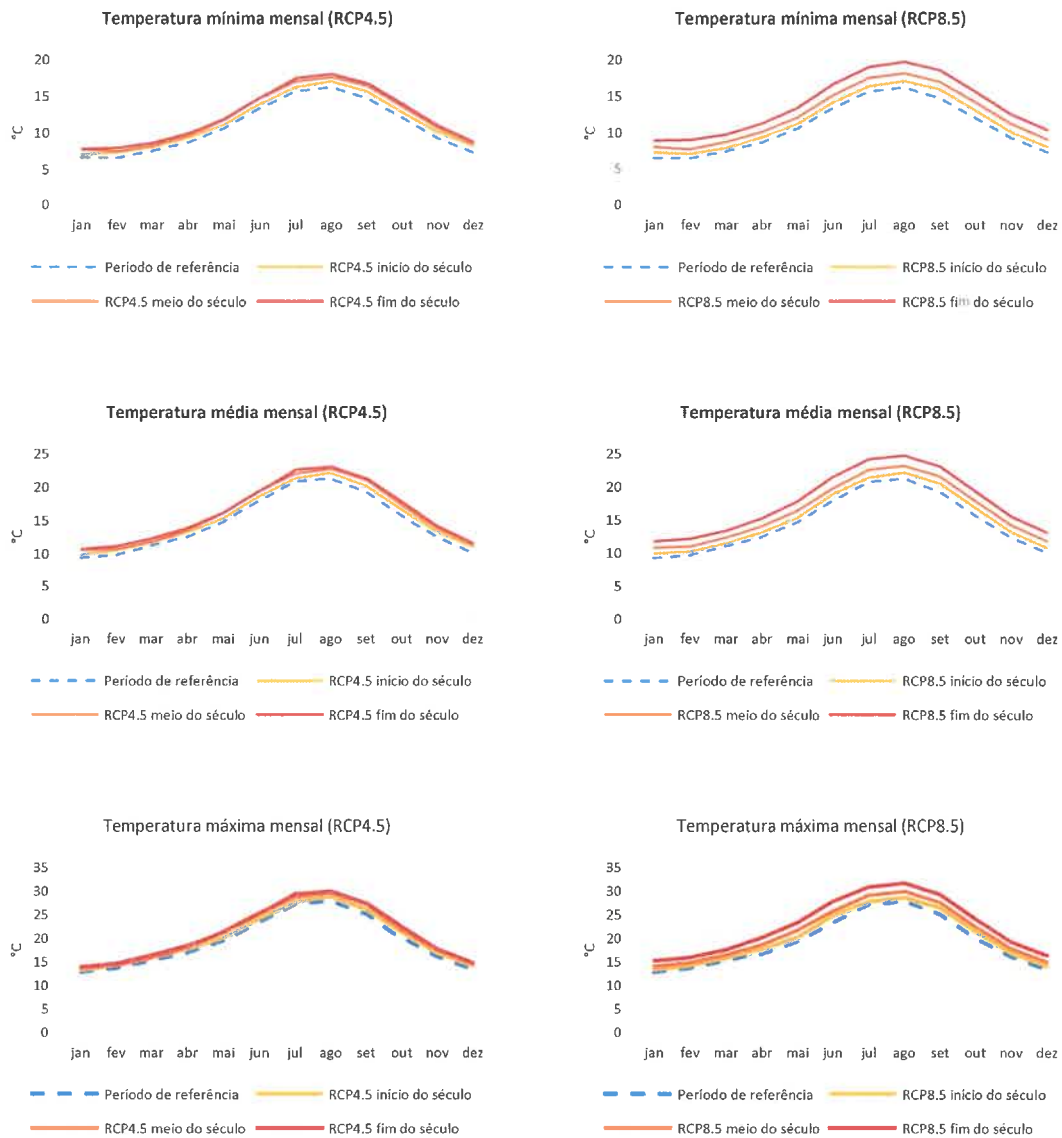 Temperatura mínima mensal (RCP4.5)
20
15
10
5
0
°C
jan fev mar abr mai jun jul ago set out nov dez
Período de referência RCP4.5 início do século
RCP4.5 meio do século RCP4.5 fim do século
Temperatura mínima mensal (RCP8.5)
20
15
10
5
0
°C
jan fev mar abr mai jun jul ago set out nov dez
Período de referência RCP8.5 início do século
RCP8.5 meio do século RCP8.5 fim do século
Temperatura média mensal (RCP4.5)
25
20
15
10
5
0
°C
jan fev mar abr mai jun jul ago set out nov dez
Período de referência RCP4.5 início do século
RCP4.5 meio do século RCP4.5 fim do século
Temperatura média mensal (RCP8.5)
25
20
15
10
5
0
°C
jan fev mar abr mai jun jul ago set out nov dez
Período de referência RCP8.5 início do século
RCP8.5 meio do século RCP8.5 fim do século
Temperatura máxima mensal (RCP4.5)
35
30
25
20
15
10
5
0
°C
jan fev mar abr mai jun jul ago set out nov dez
Período de referência RCP4.5 início do século
RCP4.5 meio do século RCP4.5 fim do século
Temperatura máxima mensal (RCP8.5)
35
30
25
20
15
10
5
0
°C
jan fev mar abr mai jun jul ago set out nov dez
Período de referência RCP8.5 início do século
RCP8.5 meio do século RCP8.5 fim do século